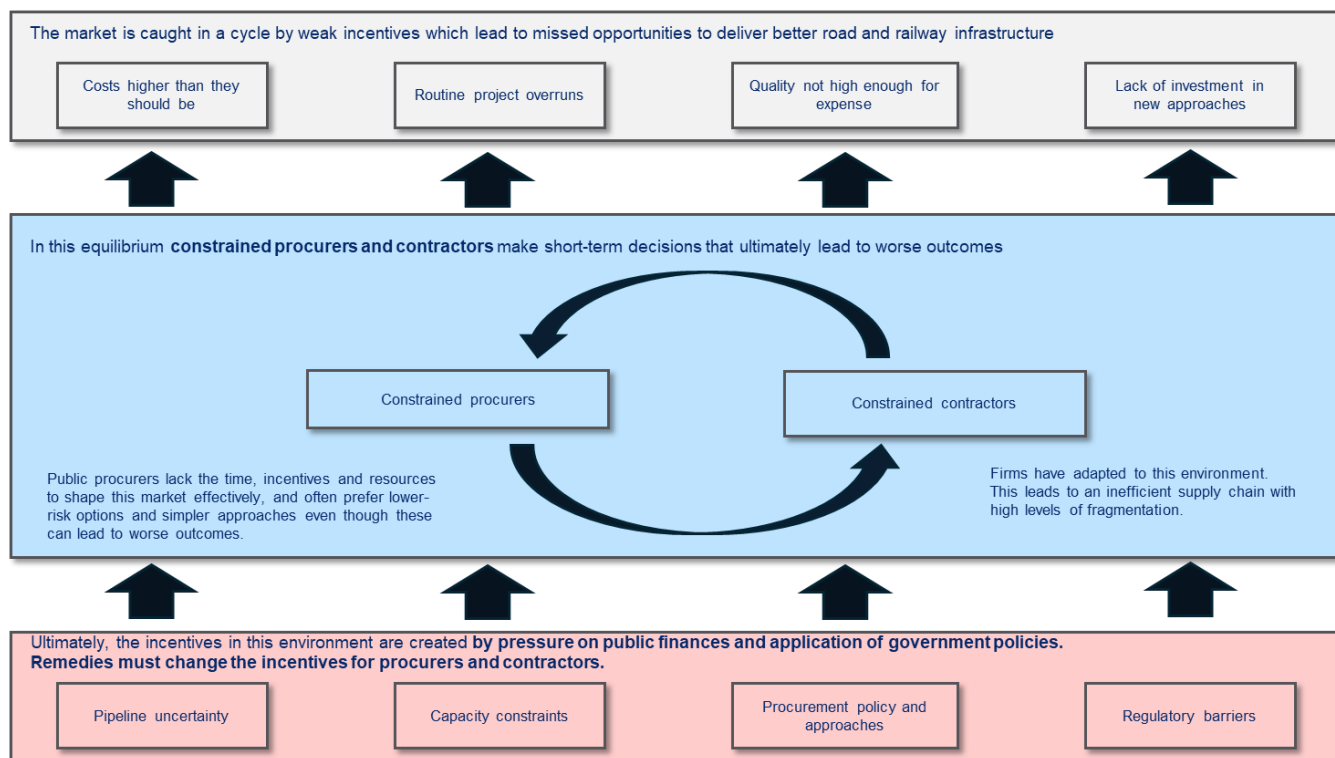 The market is caught in a cycle by weak incentives which lead to missed opportunities to deliver better road and railway infrastructure
Costs higher than they
should be
Routine project overruns
Quality not high enough for
expense
Lack of investment in
new approaches
In this equilibrium constrained procurers and contractors make short-term decisions that ultimately lead to worse outcomes
Constrained procurers
Constrained contractors
Public procurers lack the time, incentives and resources
to shape this market effectively, and often prefer lower-
risk options and simpler approaches even though these
can lead to worse outcomes.
Firms have adapted to this environment.
This leads to an inefficient supply chain with
high levels of fragmentation.
Ultimately, the incentives in this environment are created by pressure on public finances and application of government policies.
Remedies must change the incentives for procurers and contractors.
Pipeline uncertainty
Capacity constraints
Procurement policy and
approaches
Regulatory barriers